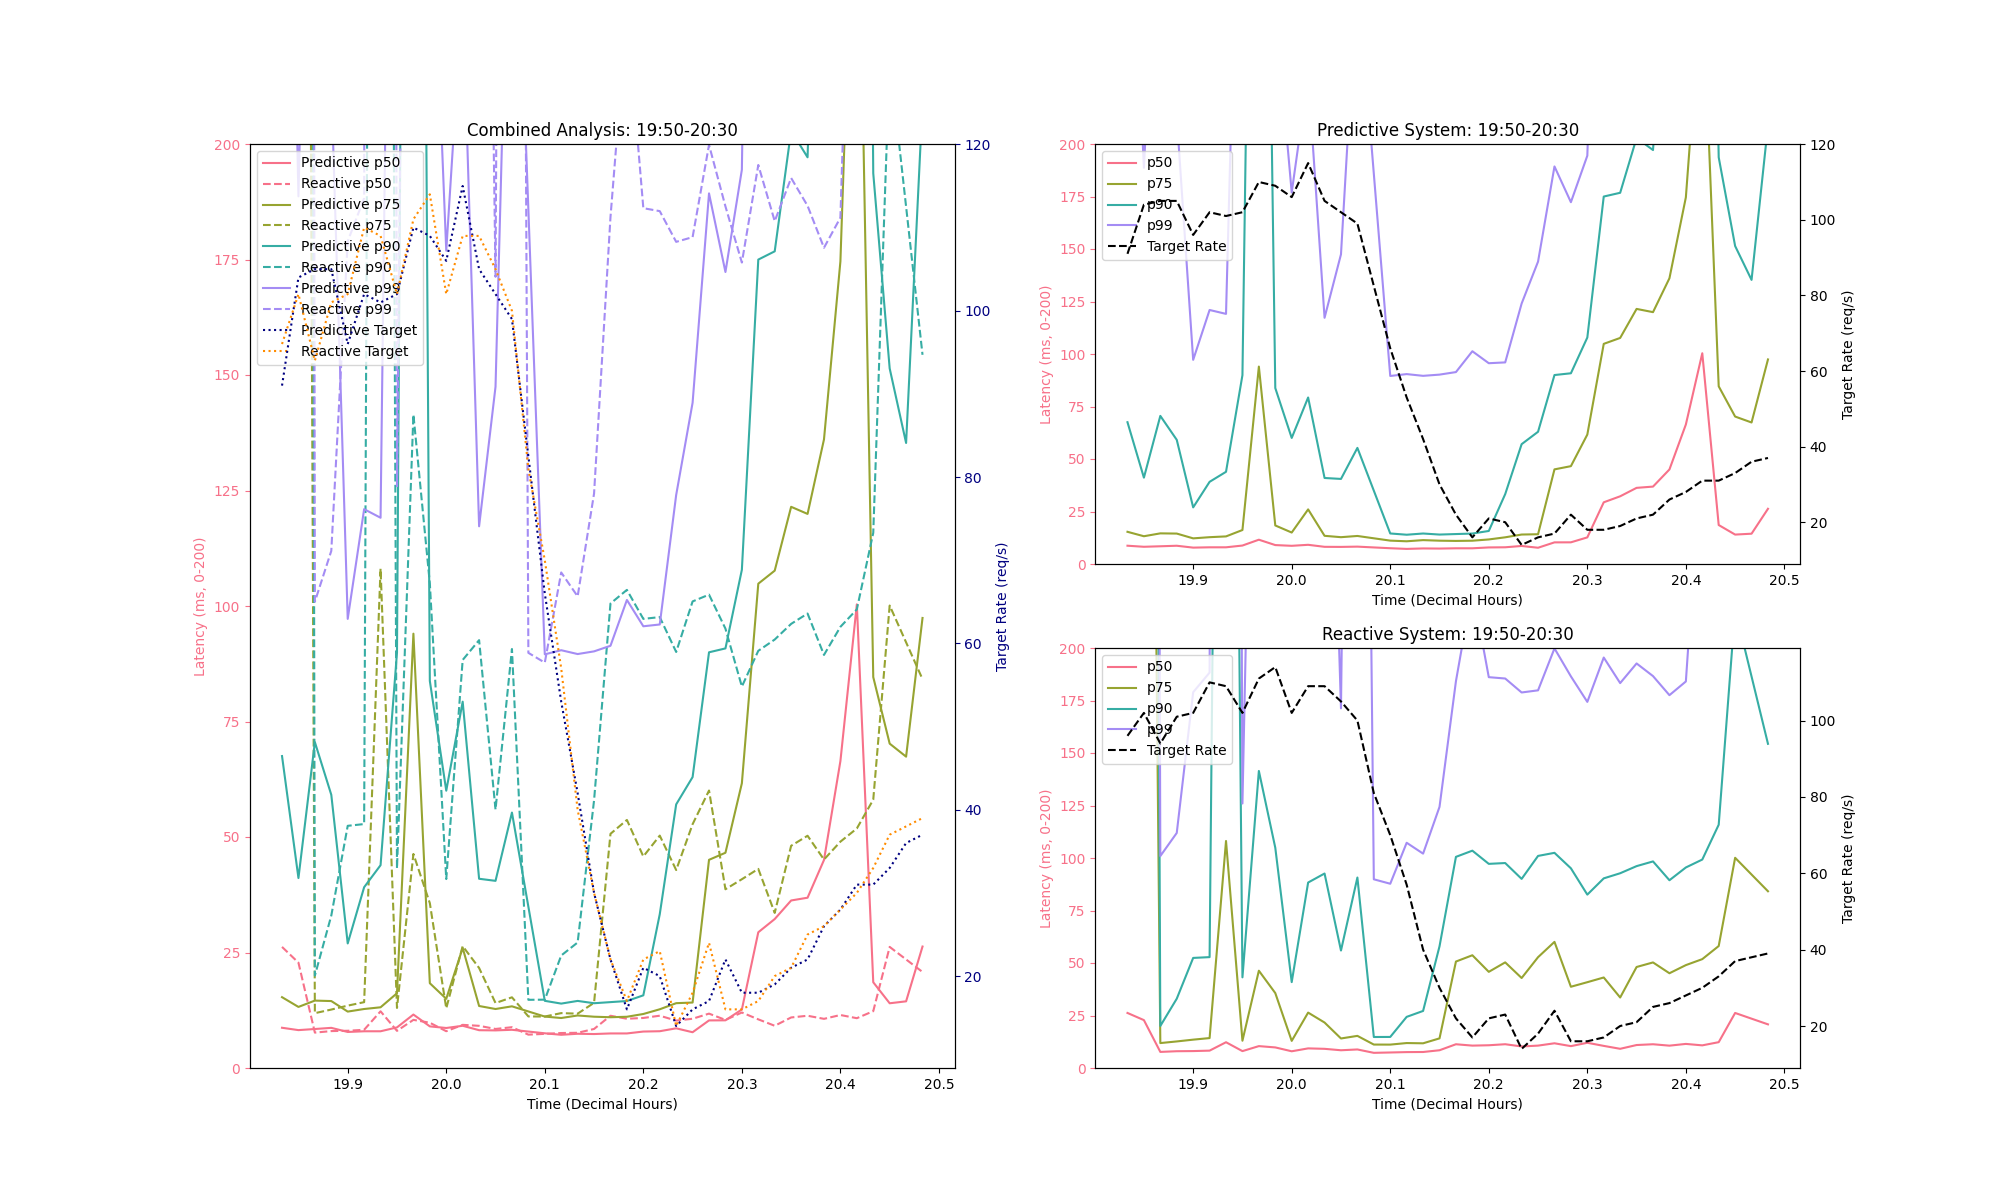 Combined Analysis: 19:50-20:30
200
175
150
125
100
75
50
25
0
Latency (ms, 0-200)
Predictive p50
Reactive p50
Predictive p75
Reactive p75
Predictive p90
Reactive p90
Predictive p99
Reactive p99
Predictive Target
Reactive Target
120
100
80
60
40
20
Target Rate (req/s)
19.9 20.0 20.1 20.2 20.3 20.4 20.5
Time (Decimal Hours)
Predictive System: 19:50-20:30
200
175
150
125
100
75
50
25
0
Latency (ms, 0-200)
p50
p75
p90
p99
Target Rate
120
100
80
60
40
20
Target Rate (req/s)
19.9 20.0 20.1 20.2 20.3 20.4 20.5
Time (Decimal Hours)
Reactive System: 19:50-20:30
200
175
150
125
100
75
50
25
0
Latency (ms, 0-200)
p50
p75
p90
p99
Target Rate
100
80
60
40
20
Target Rate (req/s)
19.9 20.0 20.1 20.2 20.3 20.4 20.5
Time (Decimal Hours)